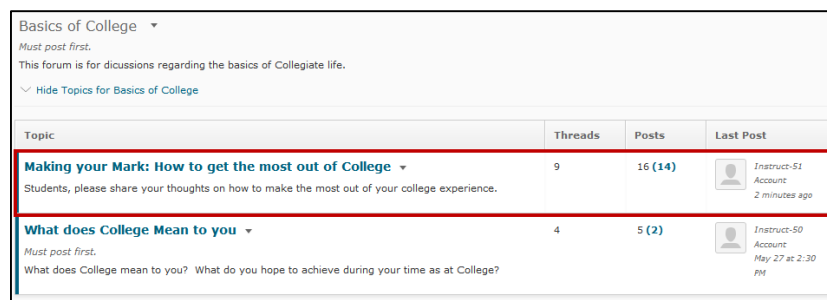 Basics of College
Must post first.
This forum is for dicussions regarding the basics of Collegiate life.
Hide Topics for Basics of College
Topic Threads Posts Last Post
Making your Mark: How to get the most out of College 9 16 (14) Instruct-51
Account
Students, please share your thoughts on how to make the most out of your college experience.
2 minutes ago
What does College Mean to you 4 5 (2) Instruct-50
Account
Must post first.
May 27 at 2:30
What does College mean to you? What do you hope to achieve during your time as at College?
PM